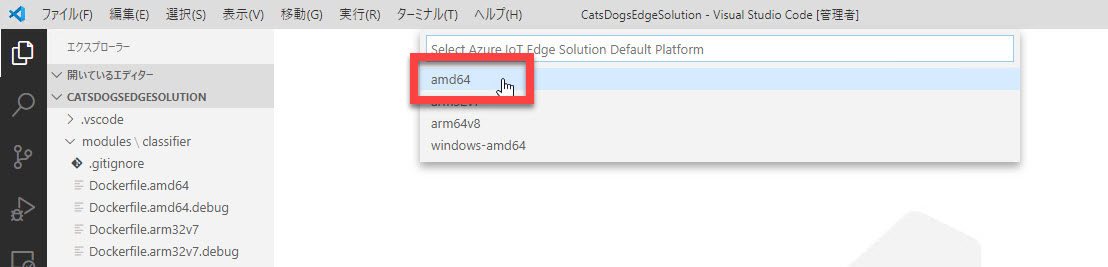 ファイル(F) 編集(E) 選択(S) 表示(V) 移動(G) 実行(R) ターミナル(T) ヘルプ(H) CatsDogsEdgeSolution - Visual Studio Code [管理者]
エクスプローラー
開いているエディター
CATSDOGSEDGESOLUTION
.vscode
modules \ classifier
.gitignore
Dockerfile.amd64
Dockerfile.amd64.debug
Dockerfile.arm32v7
Dockerfile.arm32v7.debug
Select Azure IoT Edge Solution Default Platform
amd64
arm32v7
arm64v8
windows-amd64